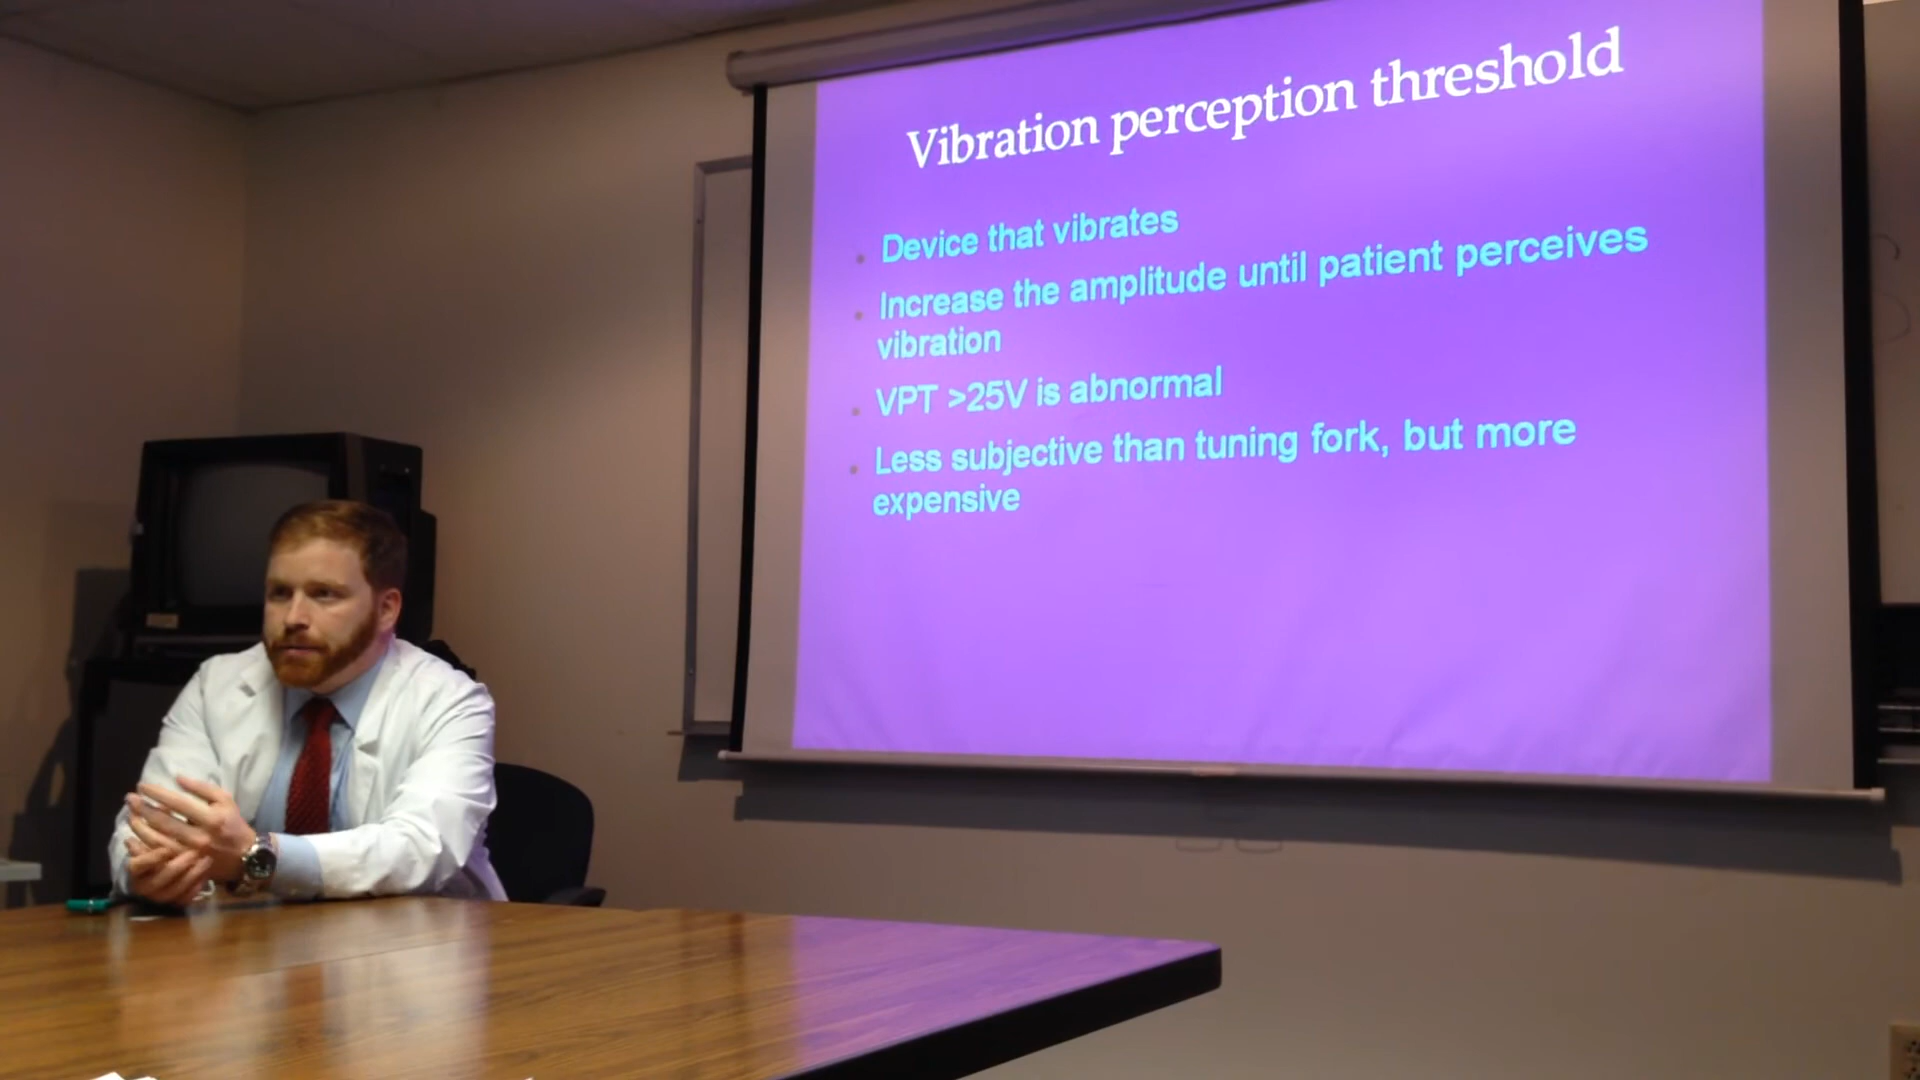 Vibration perception threshold
Device that vibrates
Increase the amplitude until patient perceives
vibration
VPT >25V is abnormal
Less subjective than tuning fork, but more
expensive